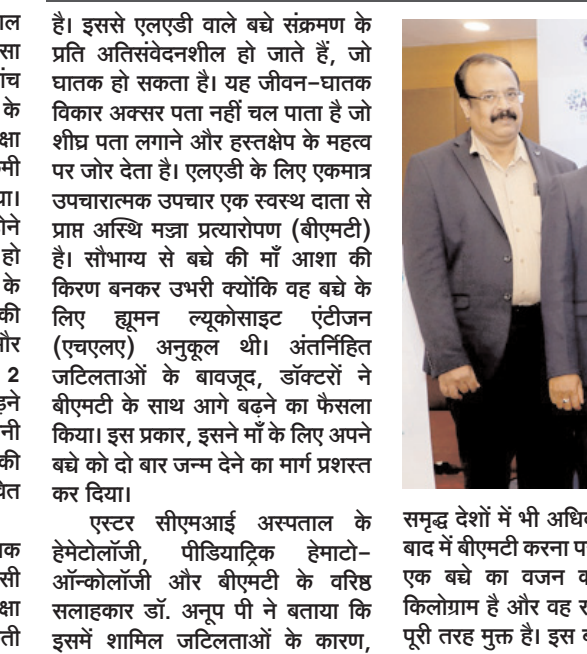 ल
सा
ांच
के
क्षा
मी
या।
ोने
हो
के
की
और
2
ड़ने
नी
की
वेत
क
सी
क्षा
ती
है। इससे एलएडी वाले बच्चे संक्रमण के
प्रति अतिसंवेदनशील हो जाते हैं, जो
घातक हो सकता है। यह जीवन-घातक
विकार अक्सर पता नहीं चल पाता है जो
शीघ्र पता लगाने और हस्तक्षेप के महत्व
पर जोर देता है। एलएडी के लिए एकमात्र
उपचारात्मक उपचार एक स्वस्थ दाता से
प्राप्त अस्थि मज्जा प्रत्यारोपण (बीएमटी)
है। सौभाग्य से बच्चे की माँ आशा की
किरण बनकर उभरी क्योंकि वह बच्चे के
लिए ह्यूमन ल्यूकोसाइट एंटीजन
(एचएलए) अनुकूल थी। अंतर्निहित
जटिलताओं के बावजूद, डॉक्टरों ने
बीएमटी के साथ आगे बढ़ने का फैसला
किया। इस प्रकार, इसने माँ के लिए अपने
बच्चे को दो बार जन्म देने का मार्ग प्रशस्त
कर दिया।
एस्टर सीएमआई अस्पताल के
हेमेटोलॉजी, पीडियाट्रिक हेमाटो-
ऑन्कोलॉजी और बीएमटी के वरिष्ठ
सलाहकार डॉ. अनूप पी ने बताया कि
इसमें शामिल जटिलताओं के कारण,
समृद्ध देशों में भी अधि
बाद में बीएमटी करना प
एक बच्चे का वजन क
किलोग्राम है और वह र
पूरी तरह मुक्त है। इस ब